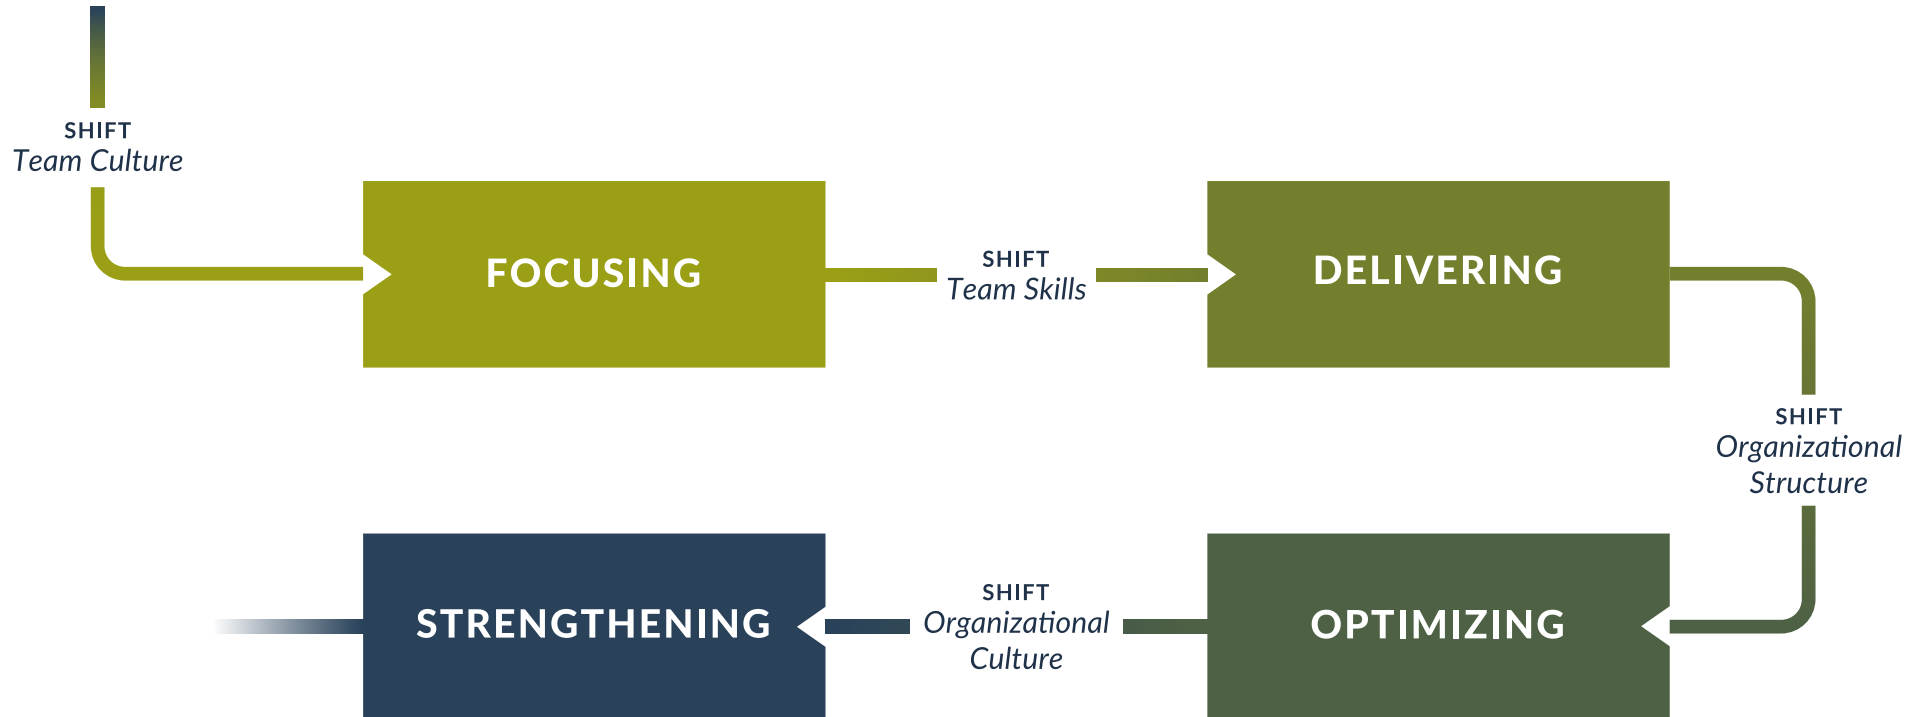 SHIFT
Team Culture
FOCUSING
SHIFT
Team Skills
DELIVERING
SHIFT
Organizational
Structure
OPTIMIZING
SHIFT
Organizational
Culture
STRENGTHENING